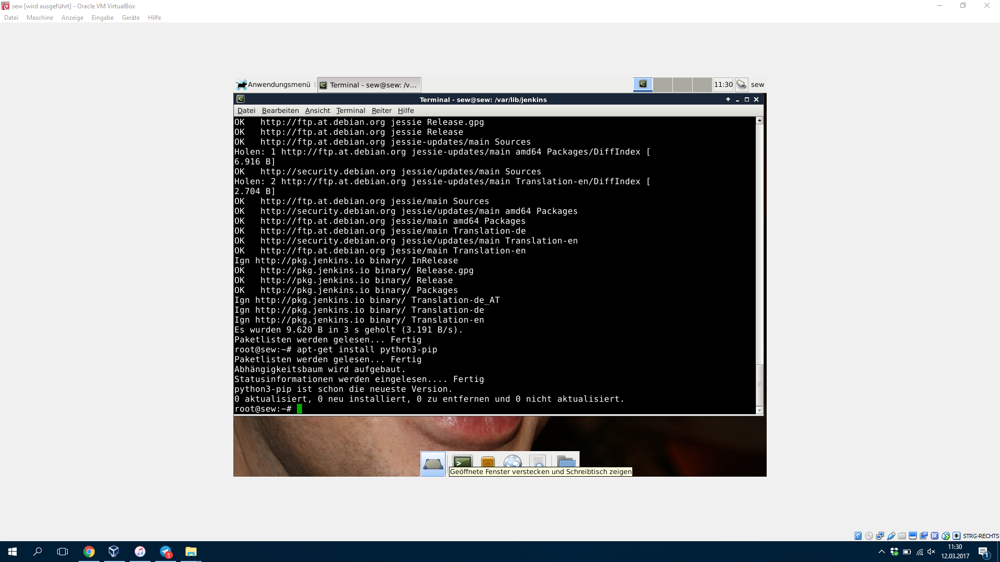 sew [wird ausgeführt] - Oracle VM VirtualBox
Datei Maschine Anzeige Eingabe Geräte Hilfe
Anwendungsmenü Terminal - sew@sew: /v... 11:30 sew
Terminal - sew@sew: /var/lib/jenkins
Datei Bearbeiten Ansicht Terminal Reiter Hilfe
OK   http://ftp.at.debian.org jessie Release.gpg
OK   http://ftp.at.debian.org jessie Release
OK   http://ftp.at.debian.org jessie-updates/main Sources
Holen: 1 http://ftp.at.debian.org jessie-updates/main amd64 Packages/DiffIndex [
6.916 B]
OK   http://security.debian.org jessie/updates/main Sources
Holen: 2 http://ftp.at.debian.org jessie-updates/main Translation-en/DiffIndex [
2.704 B]
OK   http://ftp.at.debian.org jessie/main Sources
OK   http://security.debian.org jessie/updates/main amd64 Packages
OK   http://ftp.at.debian.org jessie/main amd64 Packages
OK   http://ftp.at.debian.org jessie/main Translation-de
OK   http://security.debian.org jessie/updates/main Translation-en
OK   http://ftp.at.debian.org jessie/main Translation-en
Ign http://pkg.jenkins.io binary/ InRelease
OK   http://pkg.jenkins.io binary/ Release.gpg
OK   http://pkg.jenkins.io binary/ Release
OK   http://pkg.jenkins.io binary/ Packages
Ign http://pkg.jenkins.io binary/ Translation-de_AT
Ign http://pkg.jenkins.io binary/ Translation-de
Ign http://pkg.jenkins.io binary/ Translation-en
Es wurden 9.620 B in 3 s geholt (3.191 B/s).
Paketlisten werden gelesen... Fertig
root@sew:~# apt-get install python3-pip
Paketlisten werden gelesen... Fertig
Abhängigkeitsbaum wird aufgebaut.
Statusinformationen werden eingelesen.... Fertig
python3-pip ist schon die neueste Version.
0 aktualisiert, 0 neu installiert, 0 zu entfernen und 0 nicht aktualisiert.
root@sew:~#
Geöffnete Fenster verstecken und Schreibtisch zeigen
STRG-RECHTS
5
11:30
12.03.2017
1